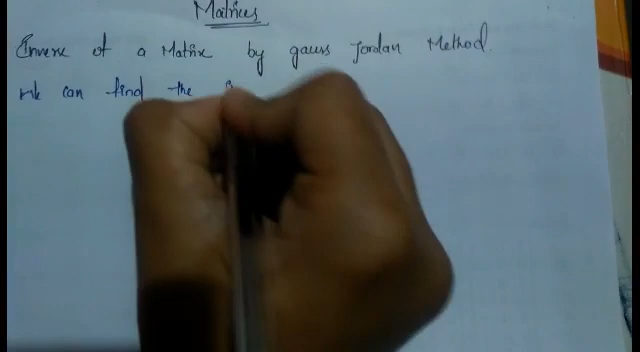 Matrices
Inverse of a Matrix by gauss Jordan Method.
we can find the